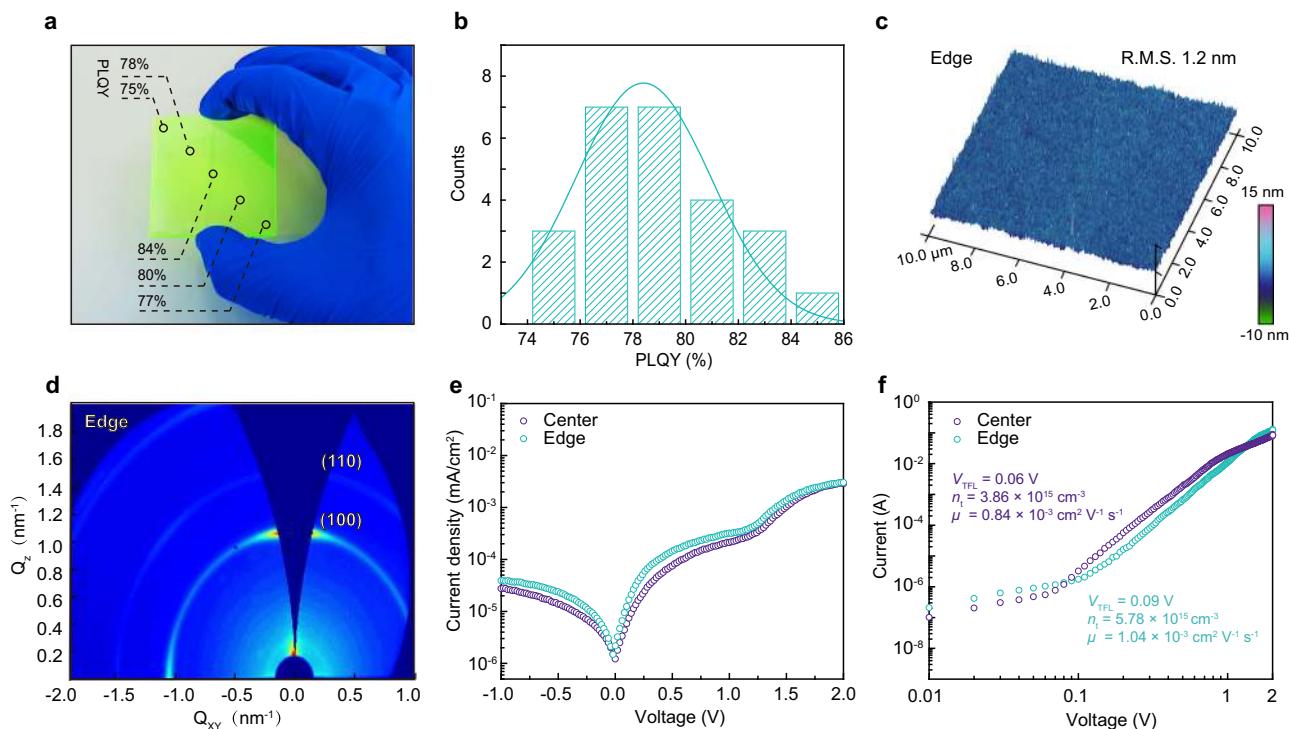 a
PLQY
78%
75%
84%
80%
77%
b
Counts
8
6
4
2
0
74 76 78 80 82 84 86
PLQY (%)
c
Edge
R.M.S. 1.2 nm
10.0 µm 8.0 6.0 4.0 2.0 0.0
10.0
8.0
6.0
4.0
2.0
0.0
15 nm
-10 nm
d
Edge
(110)
(100)
Q_z (nm-1)
1.8
1.6
1.4
1.2
1.0
0.8
0.6
0.4
0.2
-2.0 -1.5 -1.0 -0.5 0.0 0.5 1.0
Q_XY (nm-1)
e
Center
Edge
Current density (mA/cm²)
10⁻¹
10⁻²
10⁻³
10⁻⁴
10⁻⁵
10⁻⁶
-1.0 -0.5 0.0 0.5 1.0 1.5 2.0
Voltage (V)
f
Center
Edge
V_TFL = 0.06 V
n_t = 3.86 × 10¹⁵ cm⁻³
µ = 0.84 × 10⁻³ cm² V⁻¹ s⁻¹
V_TFL = 0.09 V
n_t = 5.78 × 10¹⁵ cm⁻³
µ = 1.04 × 10⁻³ cm² V⁻¹ s⁻¹
Current (A)
10⁰
10⁻²
10⁻⁴
10⁻⁶
10⁻⁸
0.01 0.1 1 2
Voltage (V)